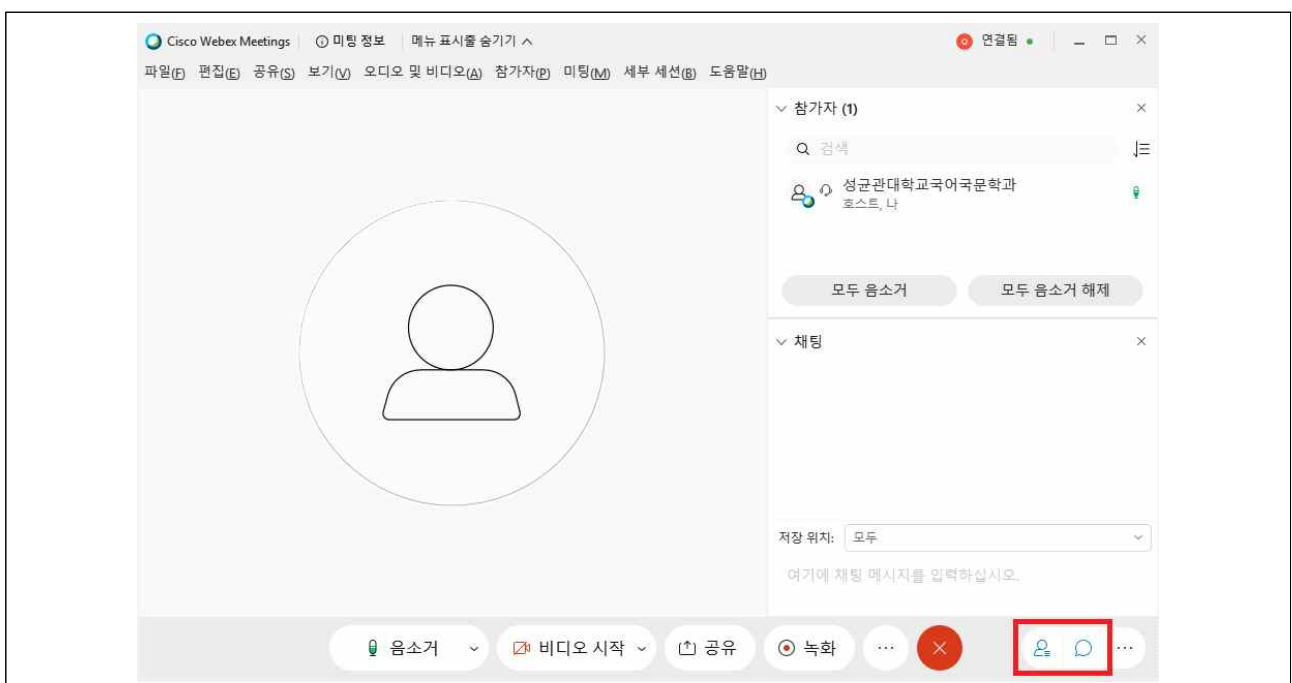 Cisco Webex Meetings 미팅 정보 메뉴 표시줄 숨기기 연결됨
파일(F) 편집(E) 공유(S) 보기(V) 오디오 및 비디오(A) 참가자(P) 미팅(M) 세부 세션(B) 도움말(H)
참가자 (1)
검색
성균관대학교국어국문학과
호스트, 나
모두 음소거 모두 음소거 해제
채팅
저장 위치: 모두
여기에 채팅 메시지를 입력하십시오.
음소거 비디오 시작 공유 녹화